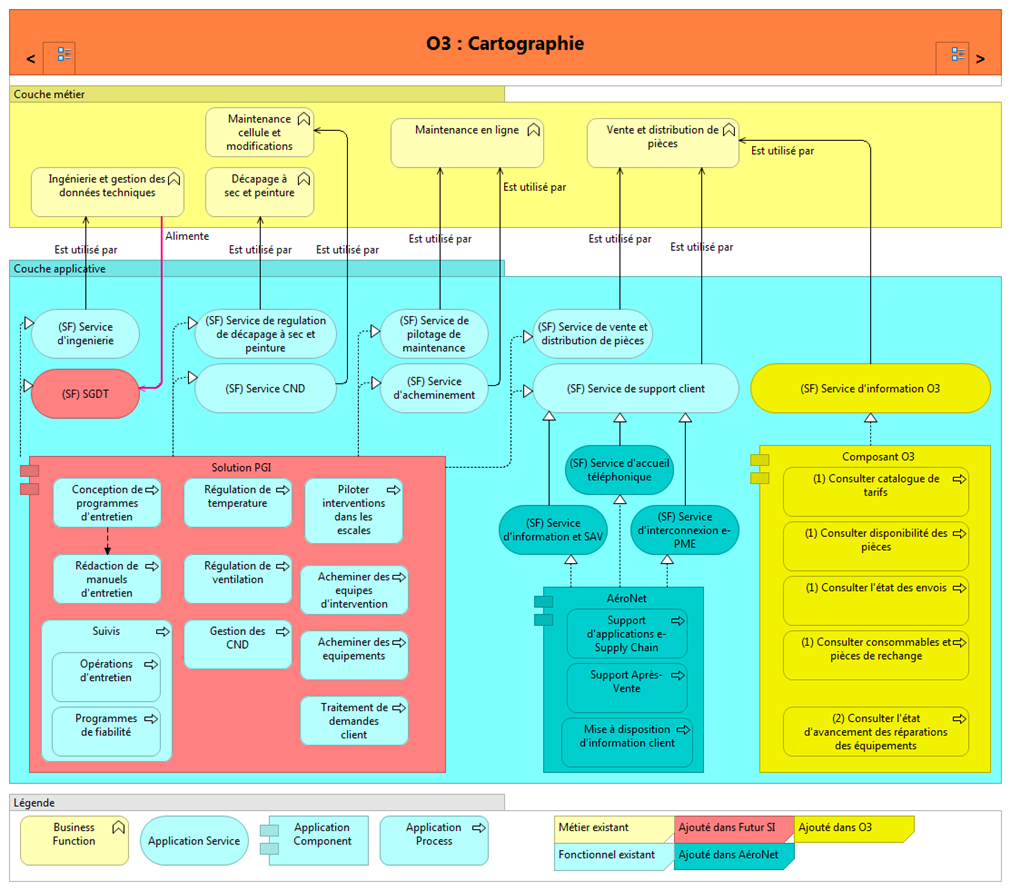 O3 : Cartographie
<
>
Couche métier
Maintenance
cellule et
modifications
Maintenance en ligne
Vente et distribution de
pièces
Est utilisé par
Ingénierie et gestion des
données techniques
Décapage à
sec et peinture
Est utilisé par
Alimente
Est utilisé par
Est utilisé par
Est utilisé par
Est utilisé par
Est utilisé par
Est utilisé par
Couche applicative
(SF) Service
d'ingenierie
(SF) Service de regulation
de décapage à sec et
peinture
(SF) Service de
pilotage de
maintenance
(SF) Service de vente et
distribution de pièces
(SF) SGDT
(SF) Service CND
(SF) Service
d'acheminement
(SF) Service de support client
(SF) Service d'information O3
Solution PGI
Conception de
programmes
d'entretien
Régulation de
temperature
Piloter
interventions
dans les
escales
Rédaction de
manuels
d'entretien
Régulation de
ventilation
Acheminer des
equipes
d'intervention
Suivis
Opérations
d'entretien
Programmes
de fiabilité
Gestion des
CND
Acheminer des
equipements
Traitement de
demandes
client
(SF) Service d'accueil
téléphonique
(SF) Service
d'information et SAV
(SF) Service
d'interconnexion e-
PME
AéroNet
Support
d'applications e-
Supply Chain
Support Après-
Vente
Mise à disposition
d'information client
Composant O3
(1) Consulter catalogue de
tarifs
(1) Consulter disponibilité des
pièces
(1) Consulter l'état des envois
(1) Consulter consommables et
pièces de rechange
(2) Consulter l'état
d'avancement des réparations
des équipements
Légende
Business
Function
Application Service
Application
Component
Application
Process
Métier existant
Ajouté dans Futur SI
Ajouté dans O3
Fonctionnel existant
Ajouté dans AéroNet